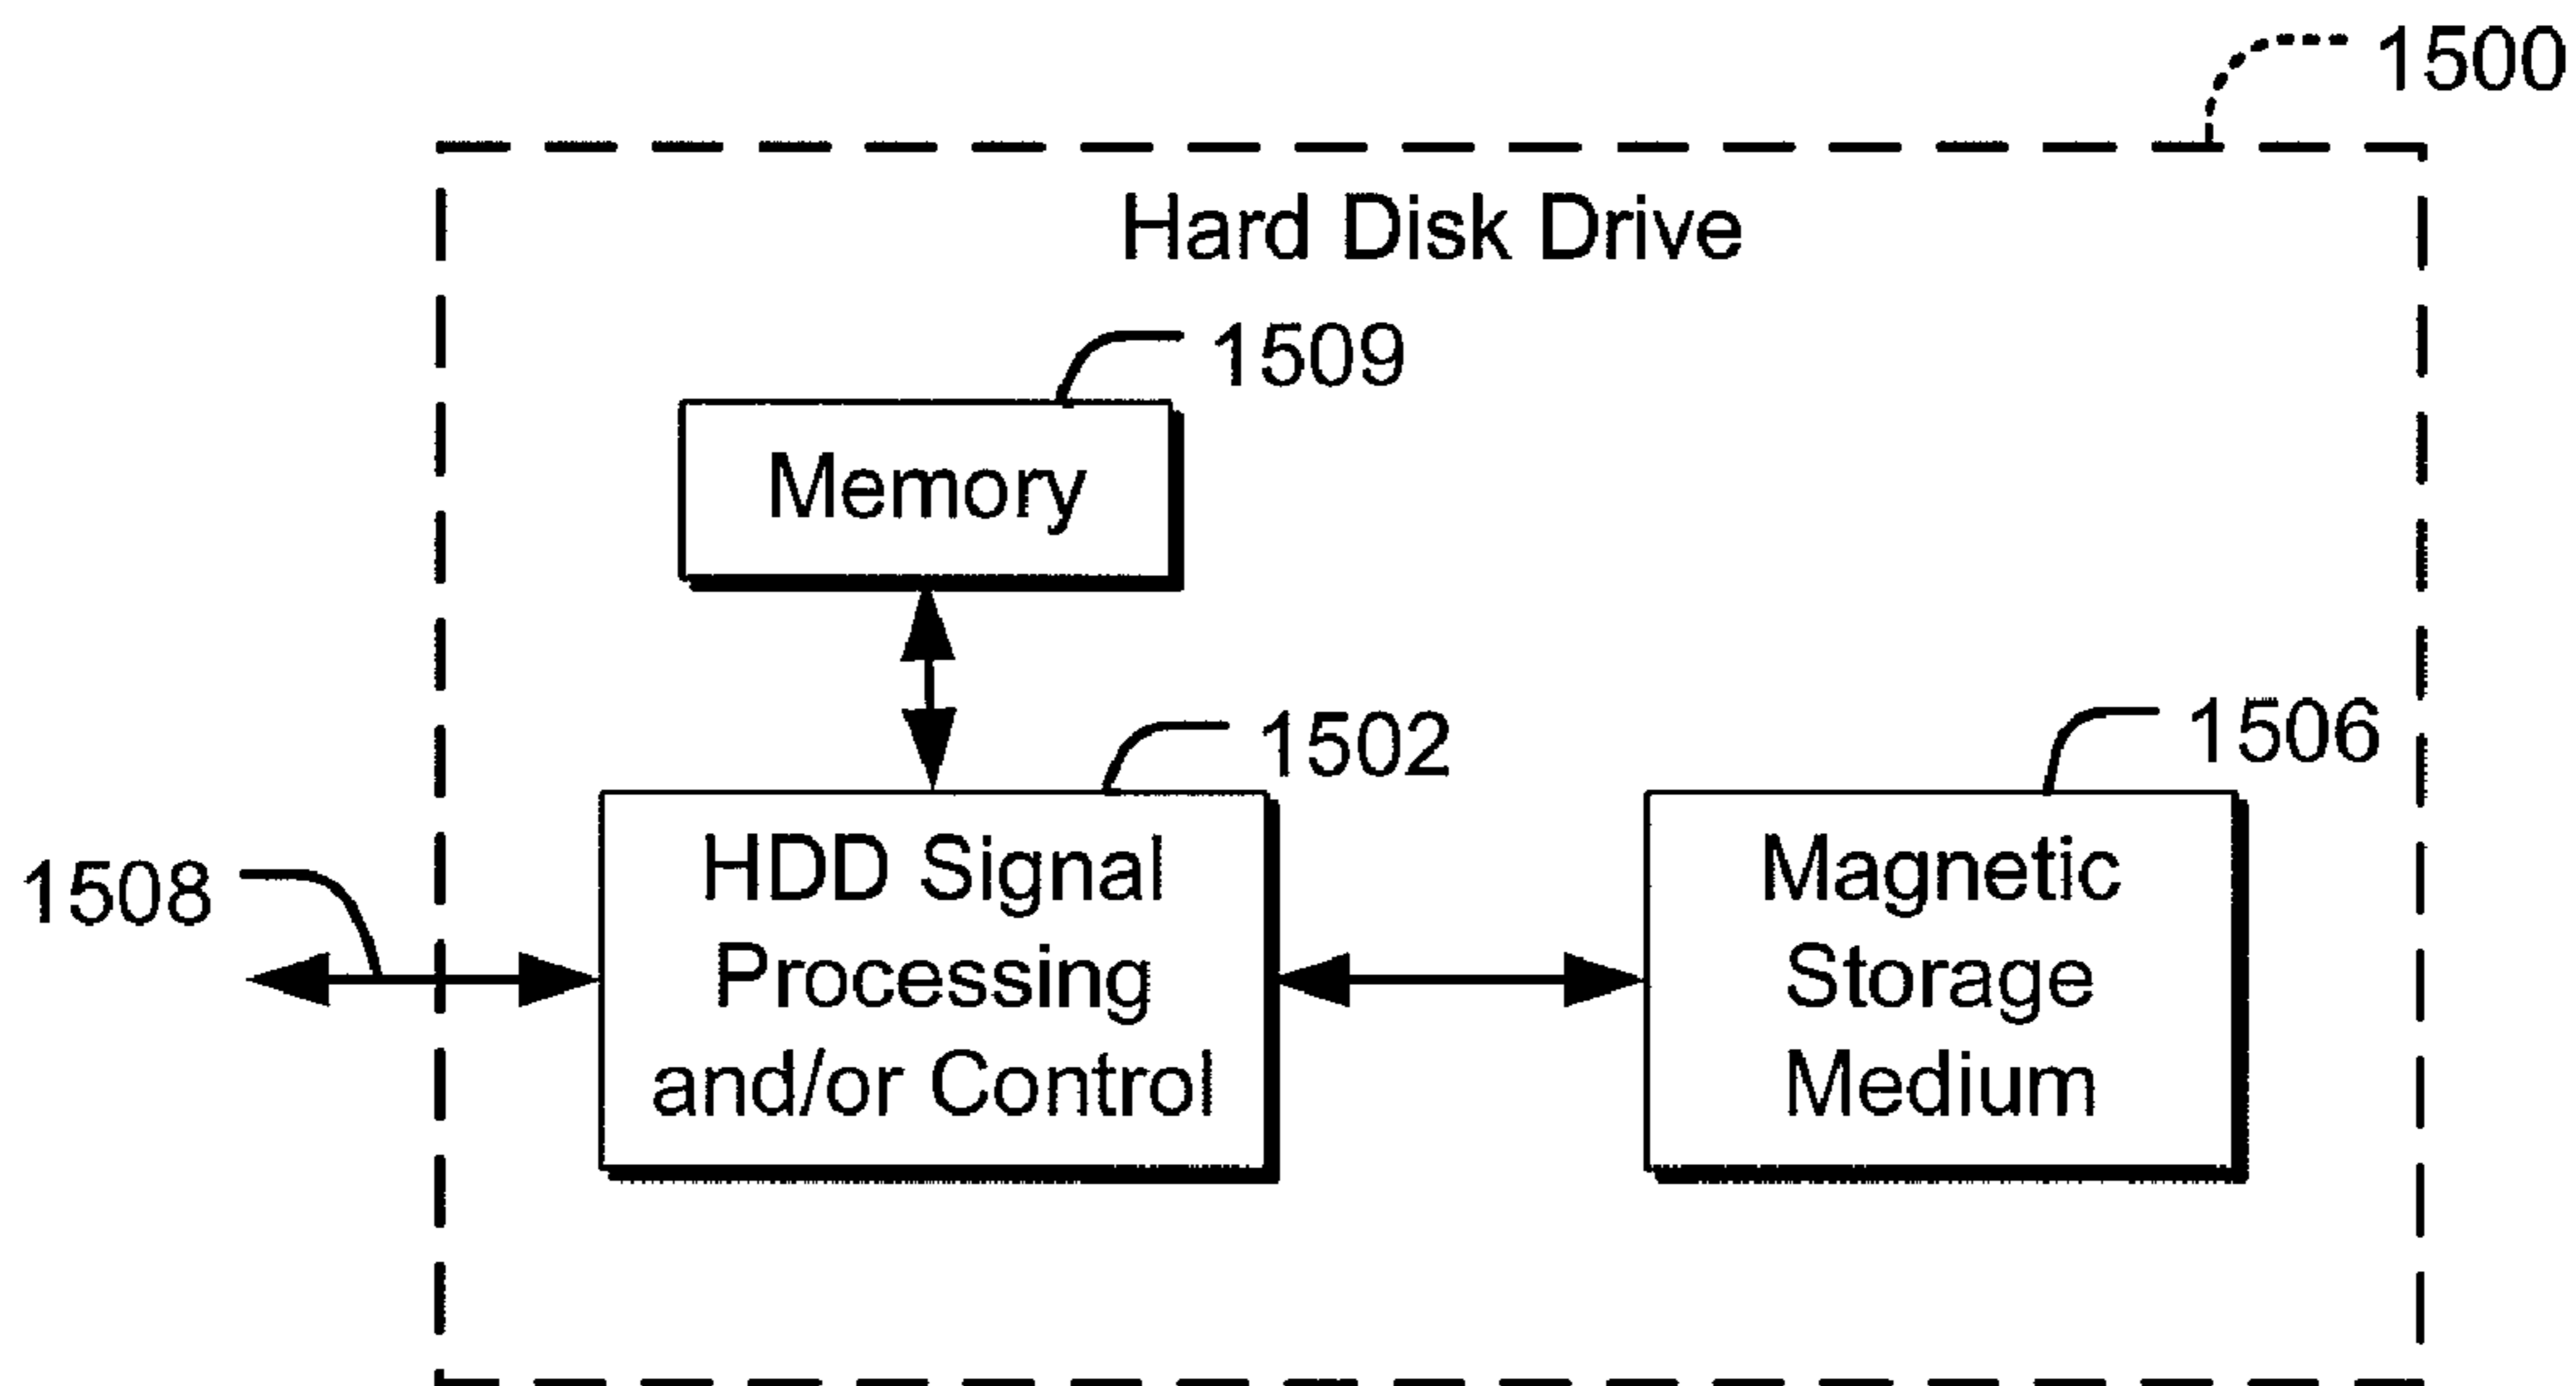 1500
Hard Disk Drive
1509
Memory
1502
1506
HDD Signal
Processing
and/or Control
Magnetic
Storage
Medium
1508